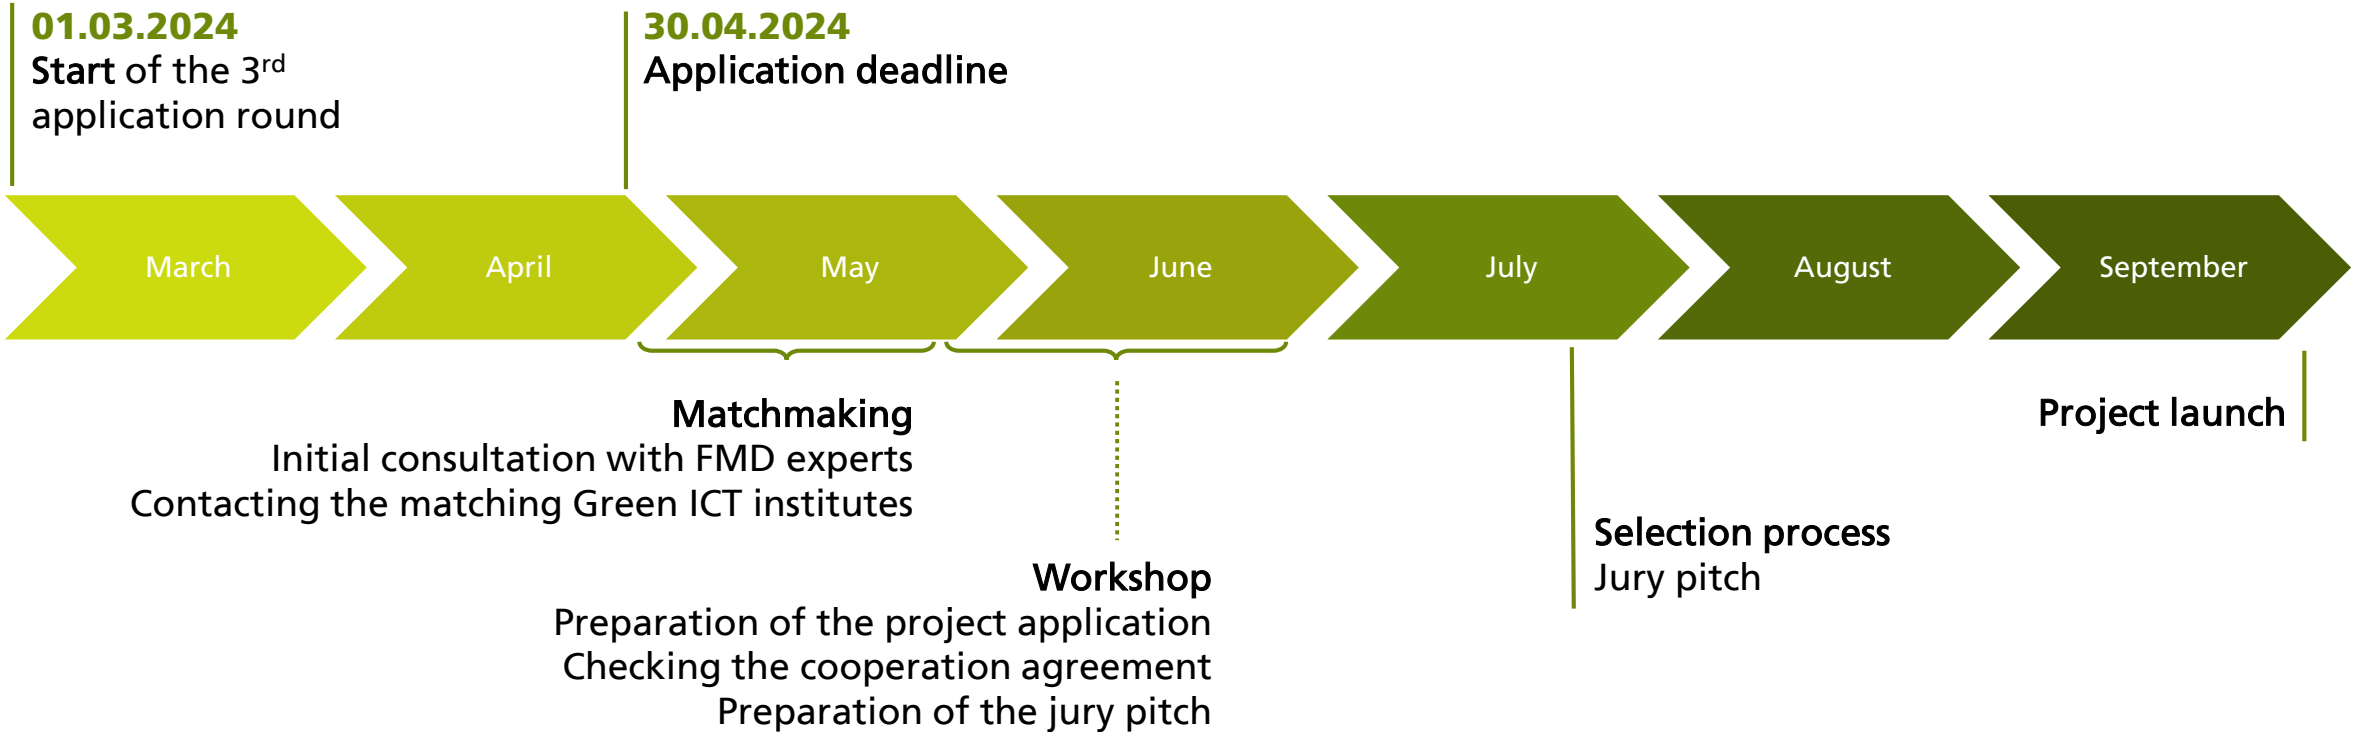 01.03.2024
Start of the 3rd
application round
30.04.2024
Application deadline
March
April
May
June
July
August
September
Matchmaking
Initial consultation with FMD experts
Contacting the matching Green ICT institutes
Workshop
Preparation of the project application
Checking the cooperation agreement
Preparation of the jury pitch
Selection process
Jury pitch
Project launch